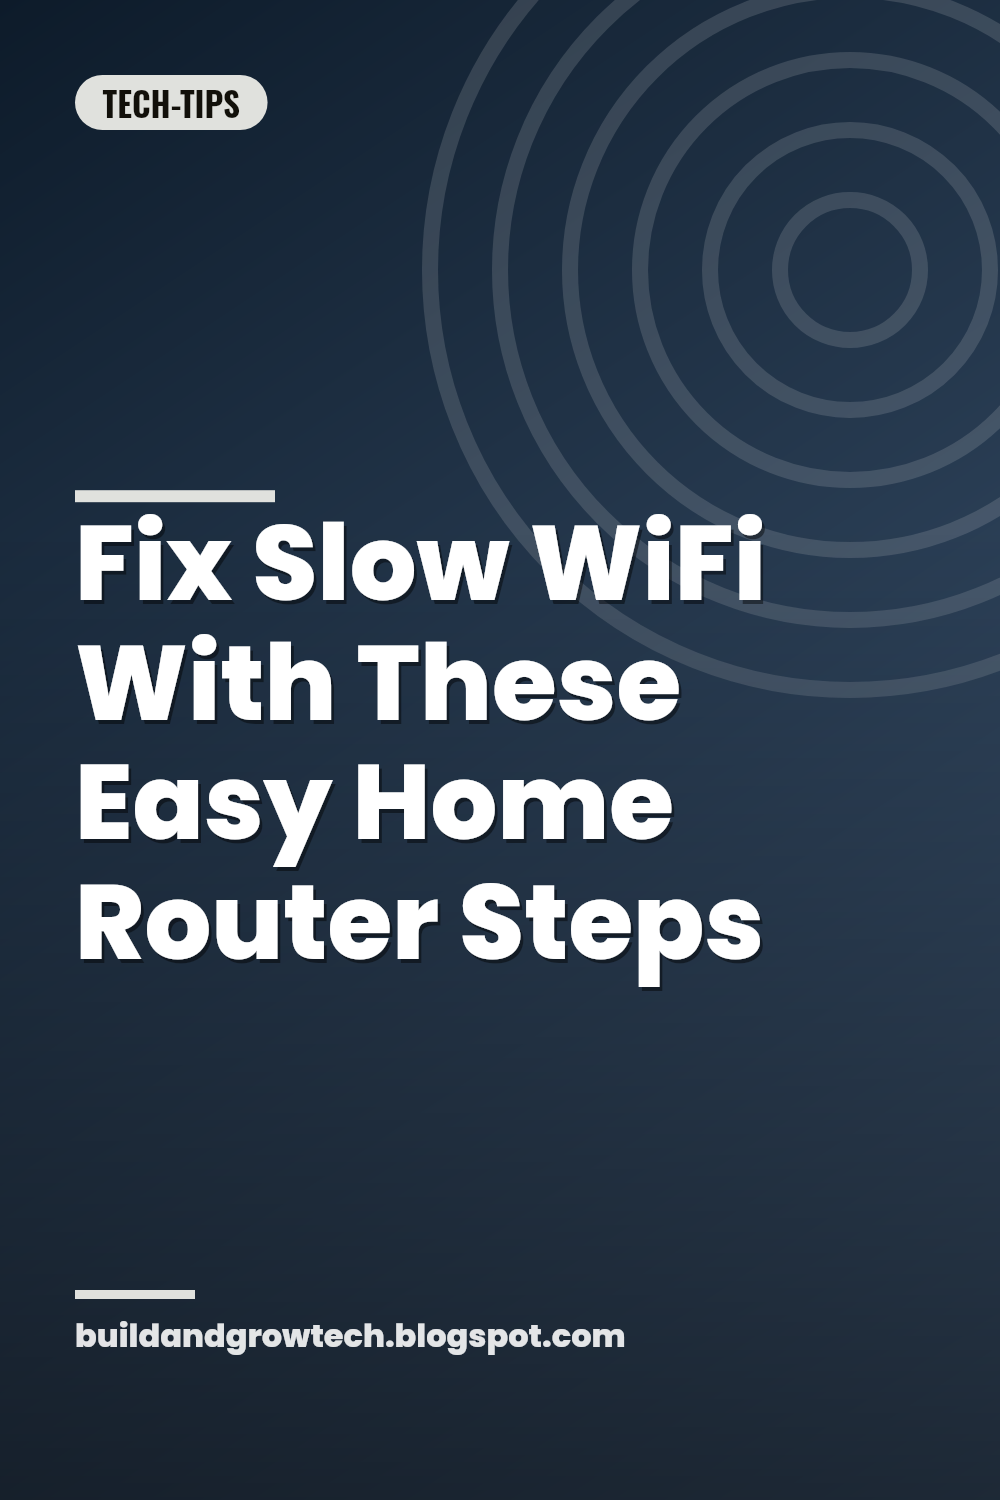 TECH-TIPS
Fix Slow WiFi
With These
Easy Home
Router Steps
buildandgrowtech.blogspot.com